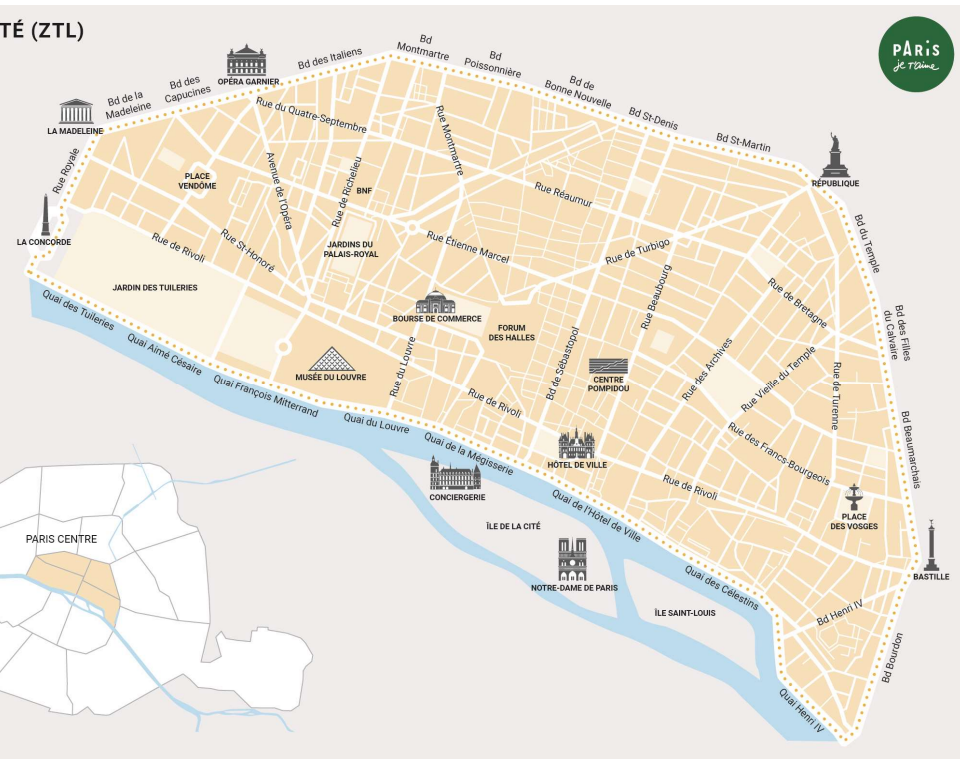 TÉ (ZTL)
PARIS
je t'aime
Bd
Montmartre
Bd des Italiens
Bd
Poissonnière
OPÉRA GARNIER
Bd des
Capucines
Bd de la
Madeleine
Bd de
Bonne Nouvelle
Bd St-Denis
Bd St-Martin
LA MADELEINE
Rue du Quatre-Septembre
Rue Montmartre
Rue Royale
PLACE
VENDÔME
Avenue de l'Opéra
Rue de Richelieu
BNF
Rue Réaumur
RÉPUBLIQUE
LA CONCORDE
Rue de Rivoli
Rue St-Honoré
JARDINS DU
PALAIS-ROYAL
Rue Étienne Marcel
Rue de Turbigo
Bd du Temple
JARDIN DES TUILERIES
Rue Beaubourg
Rue de Bretagne
Quai des Tuileries
BOURSE DE COMMERCE
FORUM
DES HALLES
Bd des Filles
du Calvaire
Quai Aimé Césaire
MUSÉE DU LOUVRE
Rue du Louvre
Bd de Sébastopol
CENTRE
POMPIDOU
Rue des Archives
Rue Vieille du Temple
Rue de Turenne
Quai François Mitterrand
Rue de Rivoli
Quai du Louvre
Quai de la Mégisserie
HÔTEL DE VILLE
Rue des Francs-Bourgeois
Bd Beaumarchais
CONCIERGERIE
Rue de Rivoli
Quai de l'Hôtel de Ville
PLACE
DES VOSGES
ÎLE DE LA CITÉ
PARIS CENTRE
NOTRE-DAME DE PARIS
Quai des Célestins
BASTILLE
ÎLE SAINT-LOUIS
Bd Henri IV
Bd Bourdon
Quai Henri IV